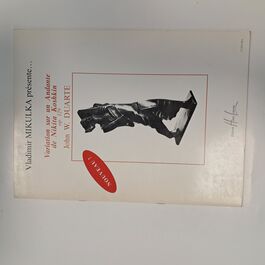 Vladimir MIKULKA présente...
Variation sur un Andante
de Nikita Koshkin
John W. DUARTE
NOUVEAU !